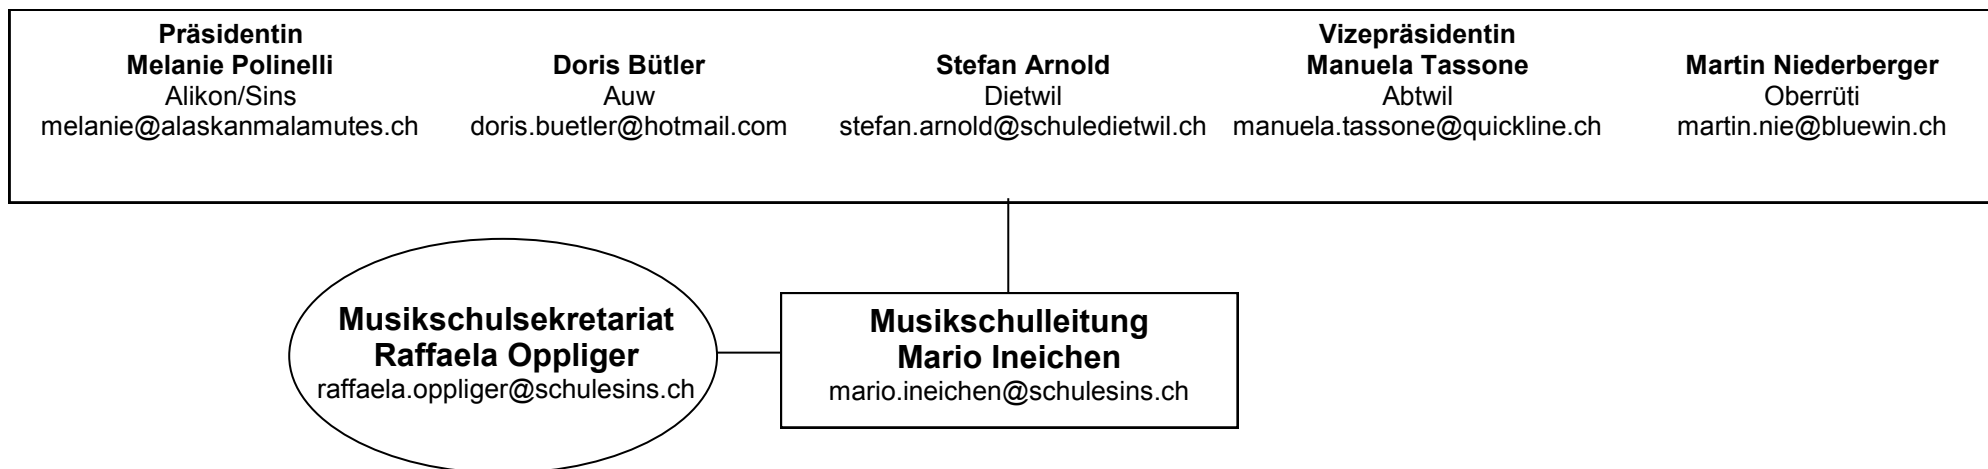 Präsidentin
Melanie Polinelli
Alikon/Sins
melanie@alaskanmalamutes.ch
Doris Bütler
Auw
doris.buetler@hotmail.com
Stefan Arnold
Dietwil
stefan.arnold@schuledietwil.ch
Vizepräsidentin
Manuela Tassone
Abtwil
manuela.tassone@quickline.ch
Martin Niederberger
Oberrüti
martin.nie@bluewin.ch
Musikschulsekretariat
Raffaela Oppliger
raffaela.oppliger@schulesins.ch
Musikschulleitung
Mario Ineichen
mario.ineichen@schulesins.ch